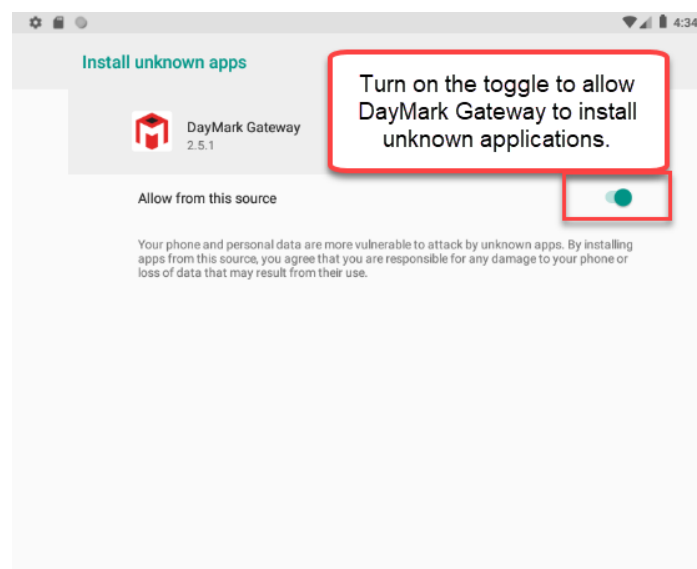 4:34
Install unknown apps
Turn on the toggle to allow
DayMark Gateway to install
unknown applications.
DayMark Gateway
2.5.1
Allow from this source
Your phone and personal data are more vulnerable to attack by unknown apps. By installing
apps from this source, you agree that you are responsible for any damage to your phone or
loss of data that may result from their use.